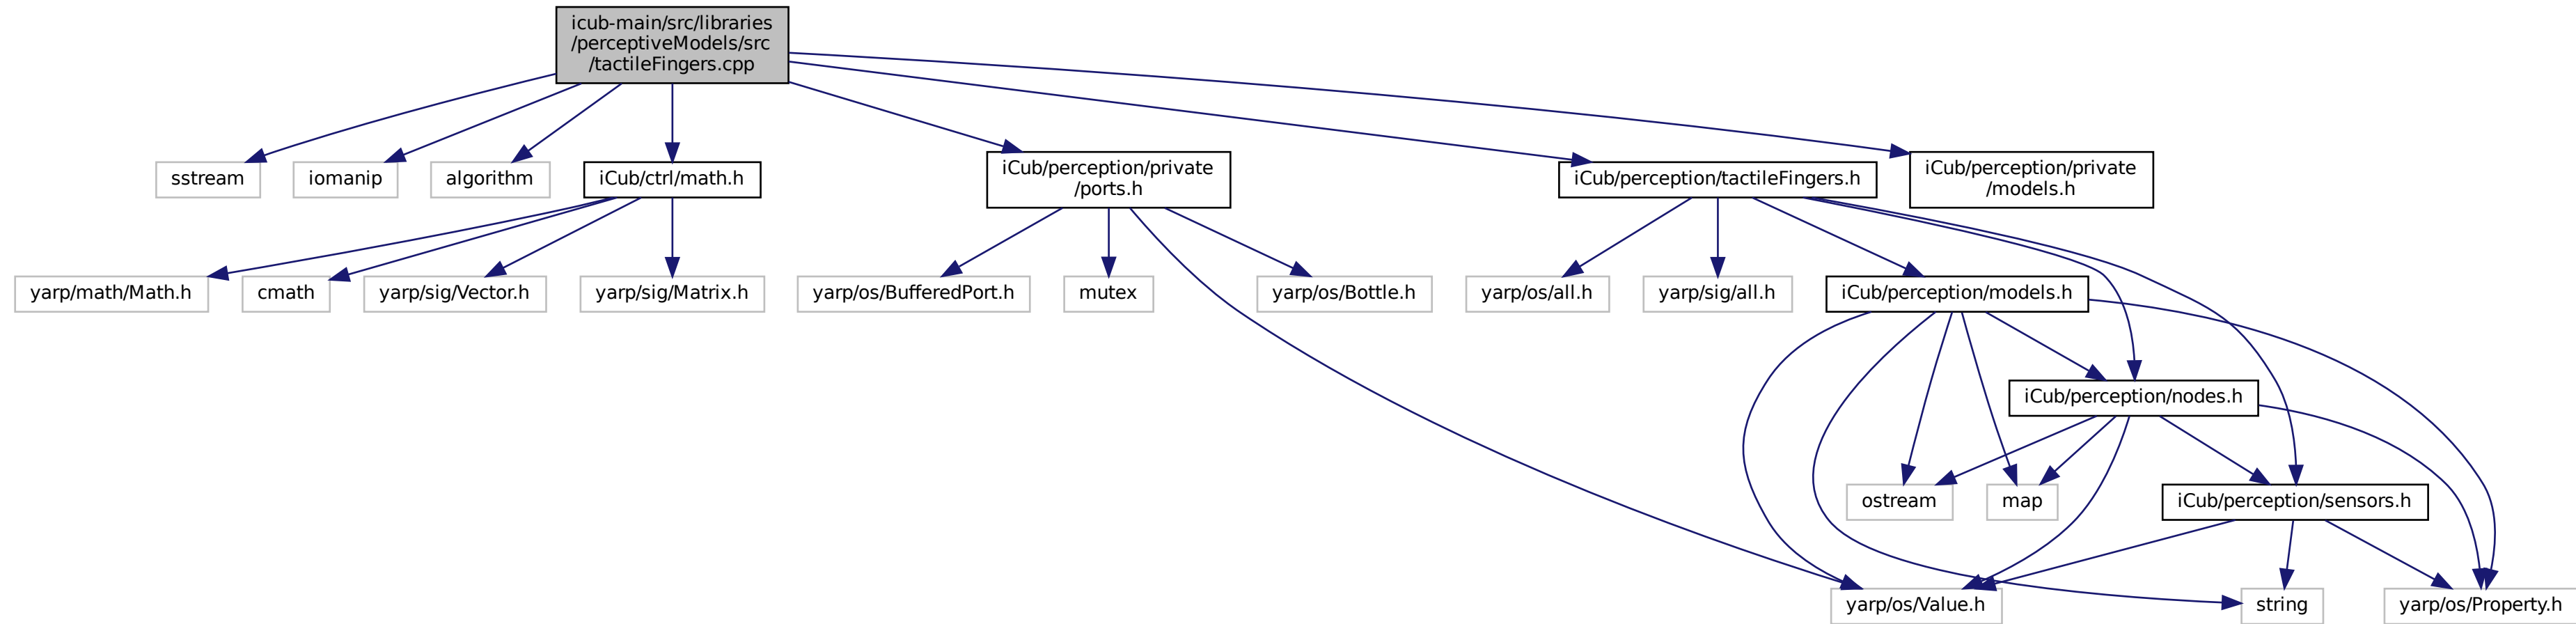 icub-main/src/libraries
/perceptiveModels/src
/tactileFingers.cpp
sstream
iomanip
algorithm
iCub/ctrl/math.h
iCub/perception/private
/ports.h
iCub/perception/tactileFingers.h
iCub/perception/private
/models.h
yarp/math/Math.h
cmath
yarp/sig/Vector.h
yarp/sig/Matrix.h
yarp/os/BufferedPort.h
mutex
yarp/os/Bottle.h
yarp/os/all.h
yarp/sig/all.h
iCub/perception/models.h
iCub/perception/nodes.h
ostream
map
iCub/perception/sensors.h
yarp/os/Value.h
string
yarp/os/Property.h